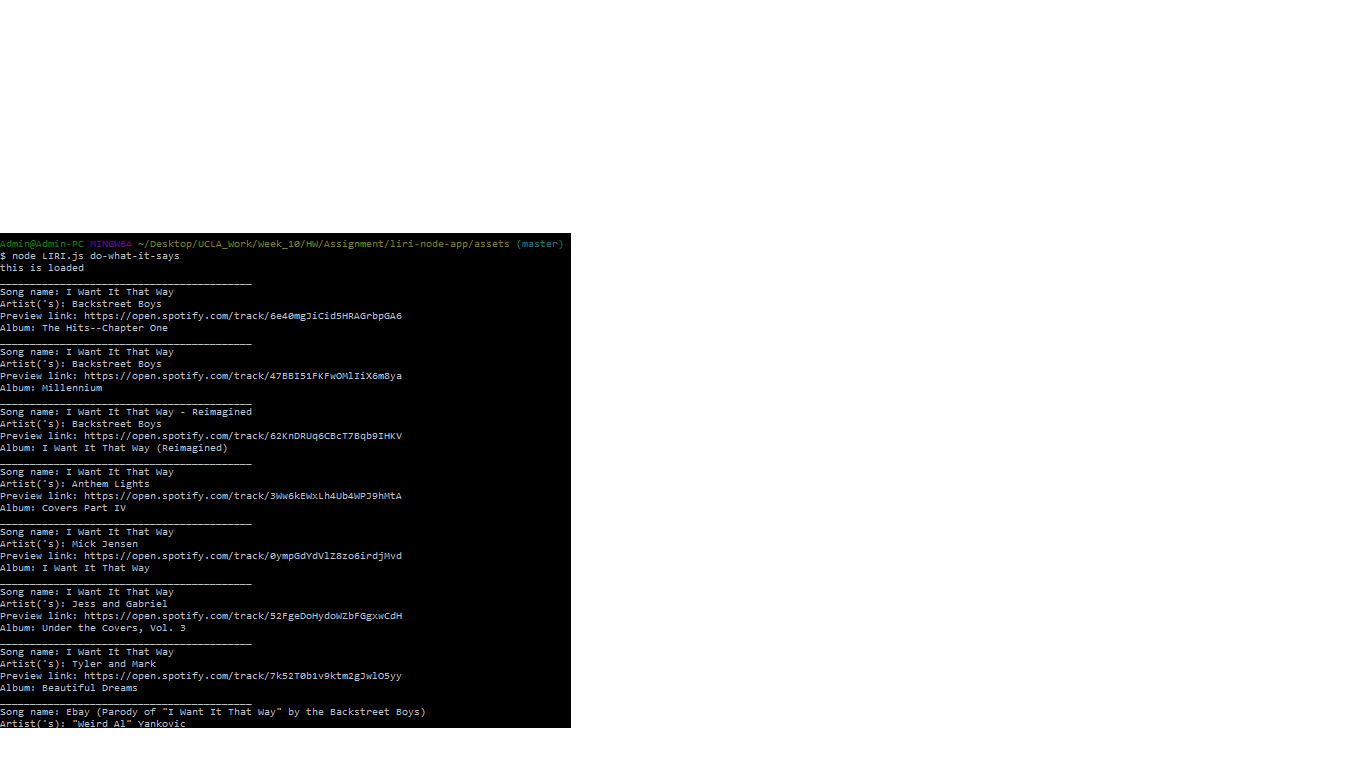 Admin@Admin-PC MINGW64 ~/Desktop/UCLA_Work/Week_10/HW/Assignment/liri-node-app/assets (master)
$ node LIRI.js do-what-it-says
this is loaded
__________________________________________
Song name: I Want It That Way
Artist('s): Backstreet Boys
Preview link: https://open.spotify.com/track/6e40mgJiCid5HRAGrbpGA6
Album: The Hits--Chapter One
__________________________________________
Song name: I Want It That Way
Artist('s): Backstreet Boys
Preview link: https://open.spotify.com/track/47BBI51FKFwOMlIiX6m8ya
Album: Millennium
__________________________________________
Song name: I Want It That Way - Reimagined
Artist('s): Backstreet Boys
Preview link: https://open.spotify.com/track/62KnDRUq6CBcT7Bqb9IHKV
Album: I Want It That Way (Reimagined)
__________________________________________
Song name: I Want It That Way
Artist('s): Anthem Lights
Preview link: https://open.spotify.com/track/3Ww6kEWxLh4Ub4WPJ9hMtA
Album: Covers Part IV
__________________________________________
Song name: I Want It That Way
Artist('s): Mick Jensen
Preview link: https://open.spotify.com/track/0ympGdYdVlZ8zo6irdjMvd
Album: I Want It That Way
__________________________________________
Song name: I Want It That Way
Artist('s): Jess and Gabriel
Preview link: https://open.spotify.com/track/52FgeDoHydoWZbFGgxwCdH
Album: Under the Covers, Vol. 3
__________________________________________
Song name: I Want It That Way
Artist('s): Tyler and Mark
Preview link: https://open.spotify.com/track/7k52T0b1v9ktm2gJwlO5yy
Album: Beautiful Dreams
__________________________________________
Song name: Ebay (Parody of "I Want It That Way" by the Backstreet Boys)
Artist('s): "Weird Al" Yankovic